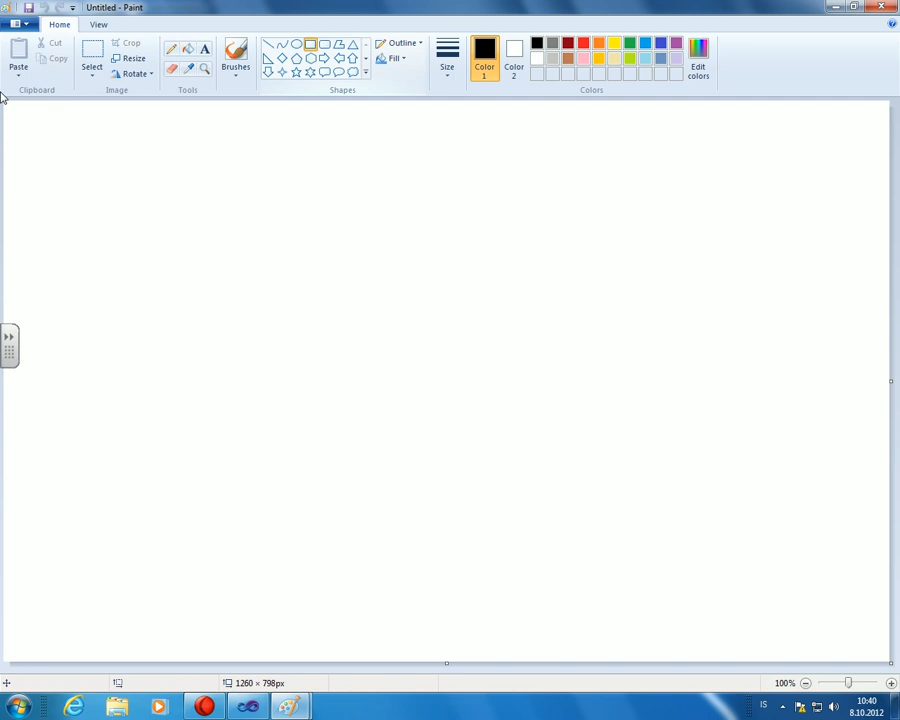 Untitled - Paint
Home View
Paste
Cut
Copy
Clipboard
Select
Crop
Resize
Rotate
Image
A
Tools
Brushes
Shapes
Outline
Fill
Size
Color 1
Color 2
Edit colors
Colors
1260 × 798px
100%
IS
10:40
8.10.2012